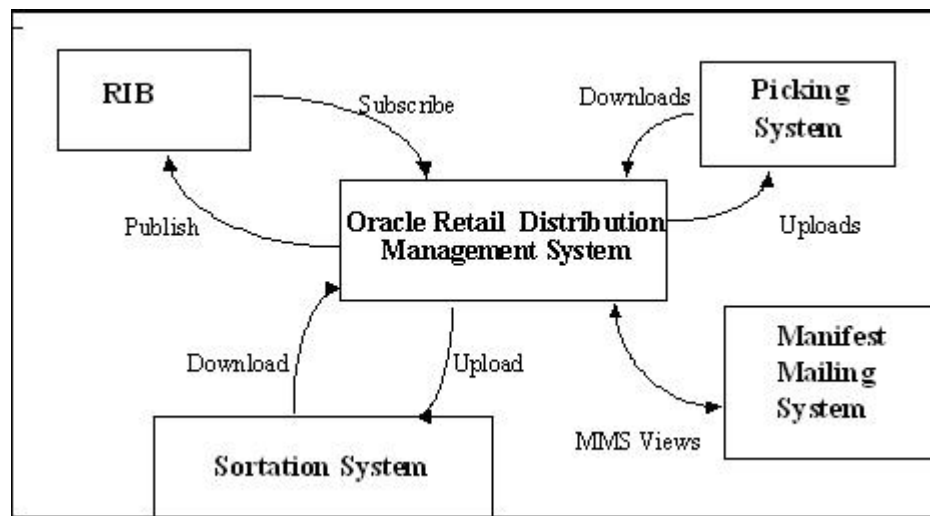 RIB
Subscribe
Downloads
Picking
System
Publish
Oracle Retail Distribution
Management System
Uploads
Download
Upload
Manifest
Mailing
System
MMS Views
Sortation System